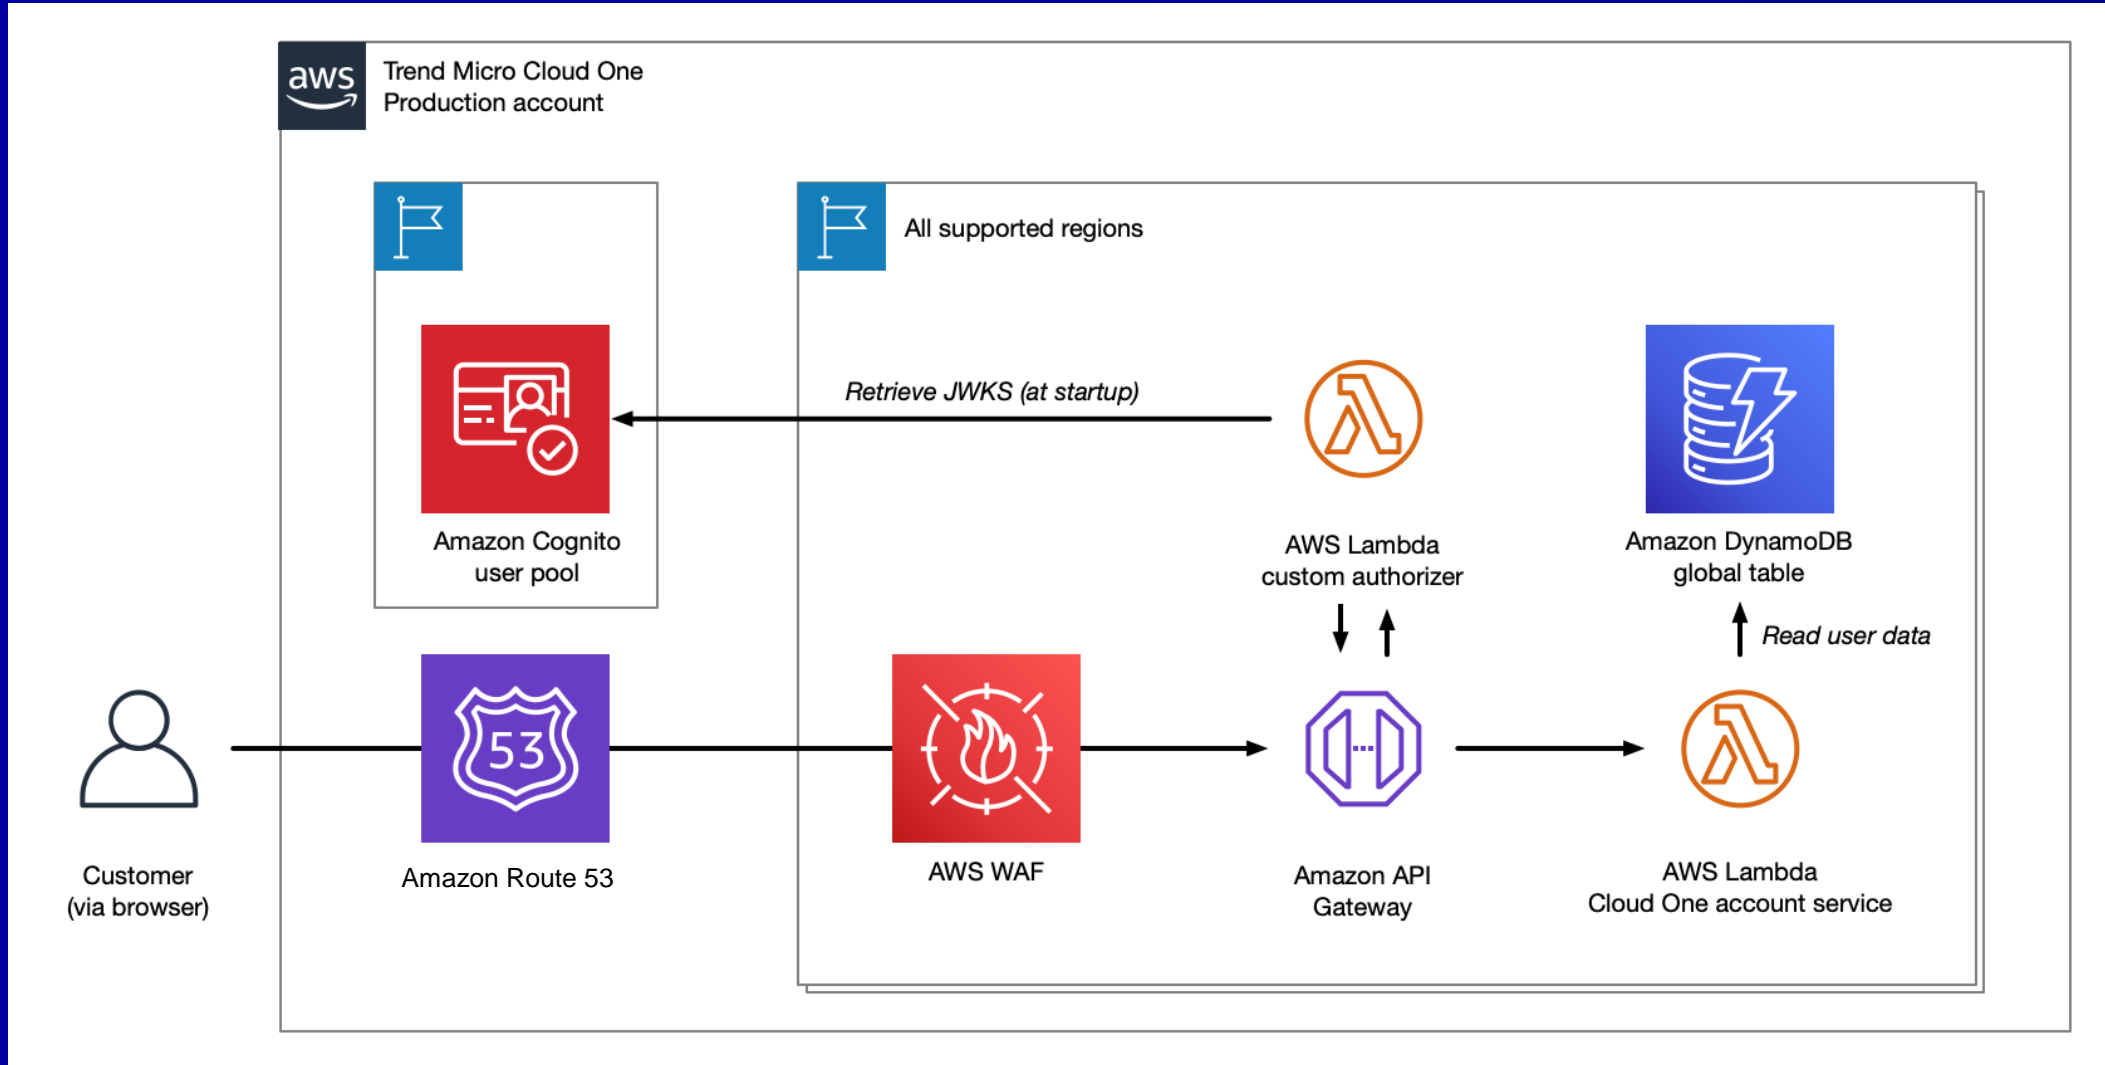 aws
Trend Micro Cloud One
Production account
All supported regions
Retrieve JWKS (at startup)
Amazon Cognito
user pool
AWS Lambda
custom authorizer
Amazon DynamoDB
global table
Read user data
53
Customer
(via browser)
Amazon Route 53
AWS WAF
Amazon API
Gateway
AWS Lambda
Cloud One account service